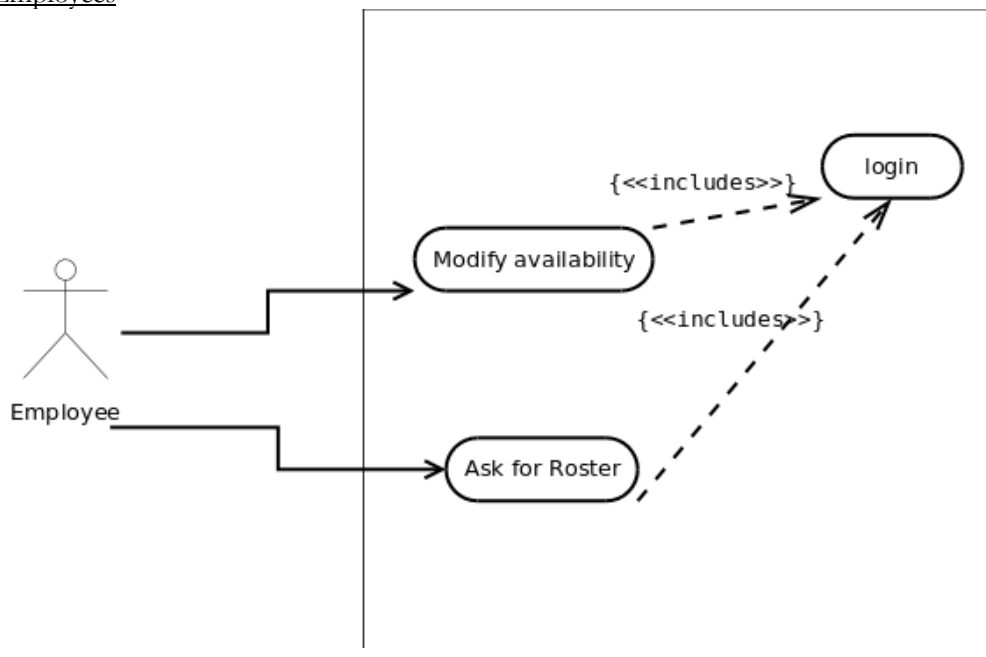 Employees
login
{<<includes>>}
Modify availability
{<<includes>>}
Employee
Ask for Roster